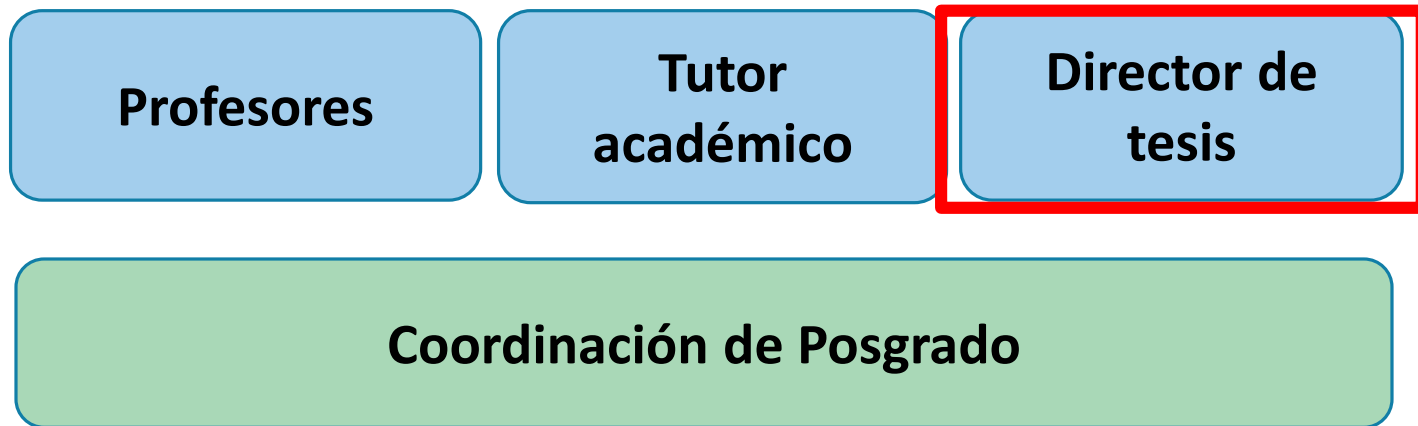 Profesores
Tutor
académico
Director de
tesis
Coordinación de Posgrado